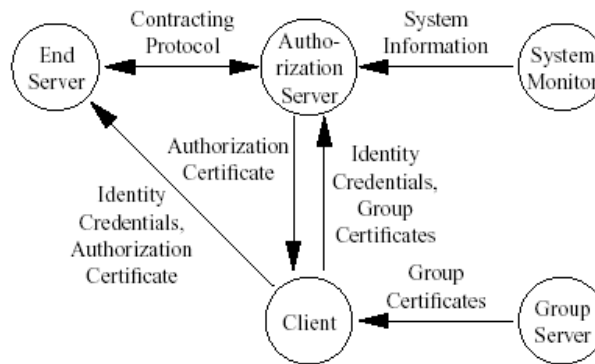 End
Server
Contracting
Protocol
Autho-
rization
Server
System
Information
System
Monitor
Authorization
Certificate
Identity
Credentials,
Group
Certificates
Identity
Credentials,
Authorization
Certificate
Client
Group
Certificates
Group
Server